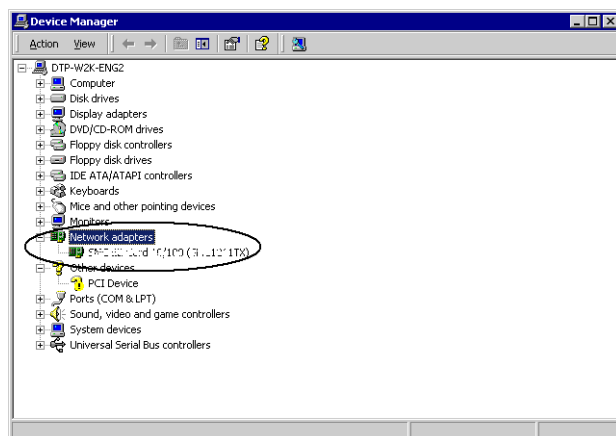 Device Manager
Action View
DTP-W2K-ENG2
Computer
Disk drives
Display adapters
DVD/CD-ROM drives
Floppy disk controllers
Floppy disk drives
IDE ATA/ATAPI controllers
Keyboards
Mice and other pointing devices
Monitors
Network adapters
Other devices
PCI Device
Ports (COM & LPT)
Sound, video and game controllers
System devices
Universal Serial Bus controllers